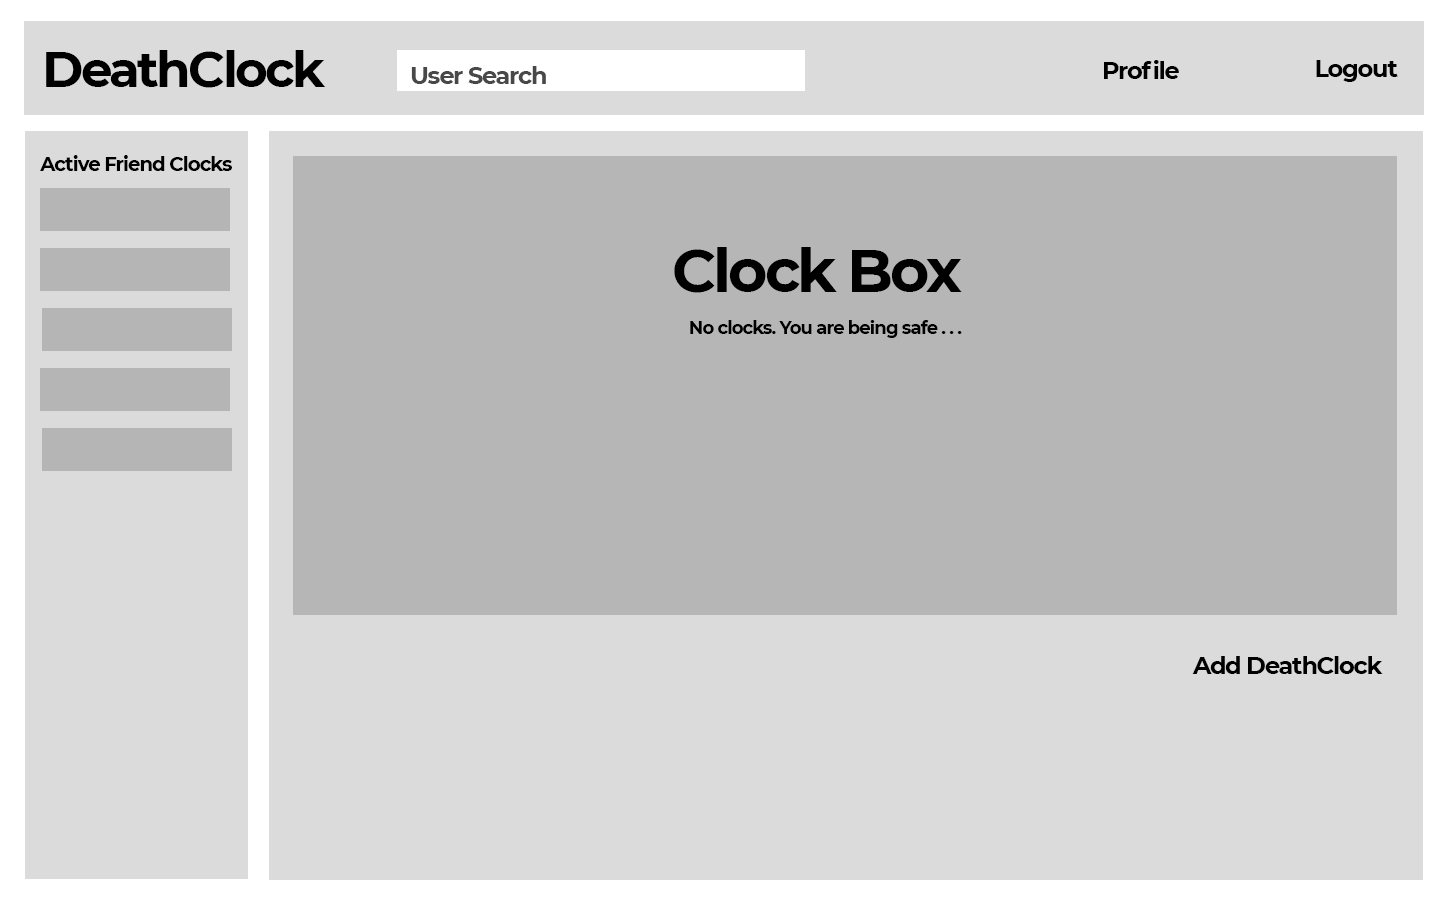 DeathClock
User Search
Profile
Logout
Active Friend Clocks
Clock Box
No clocks. You are being safe . . .
Add DeathClock